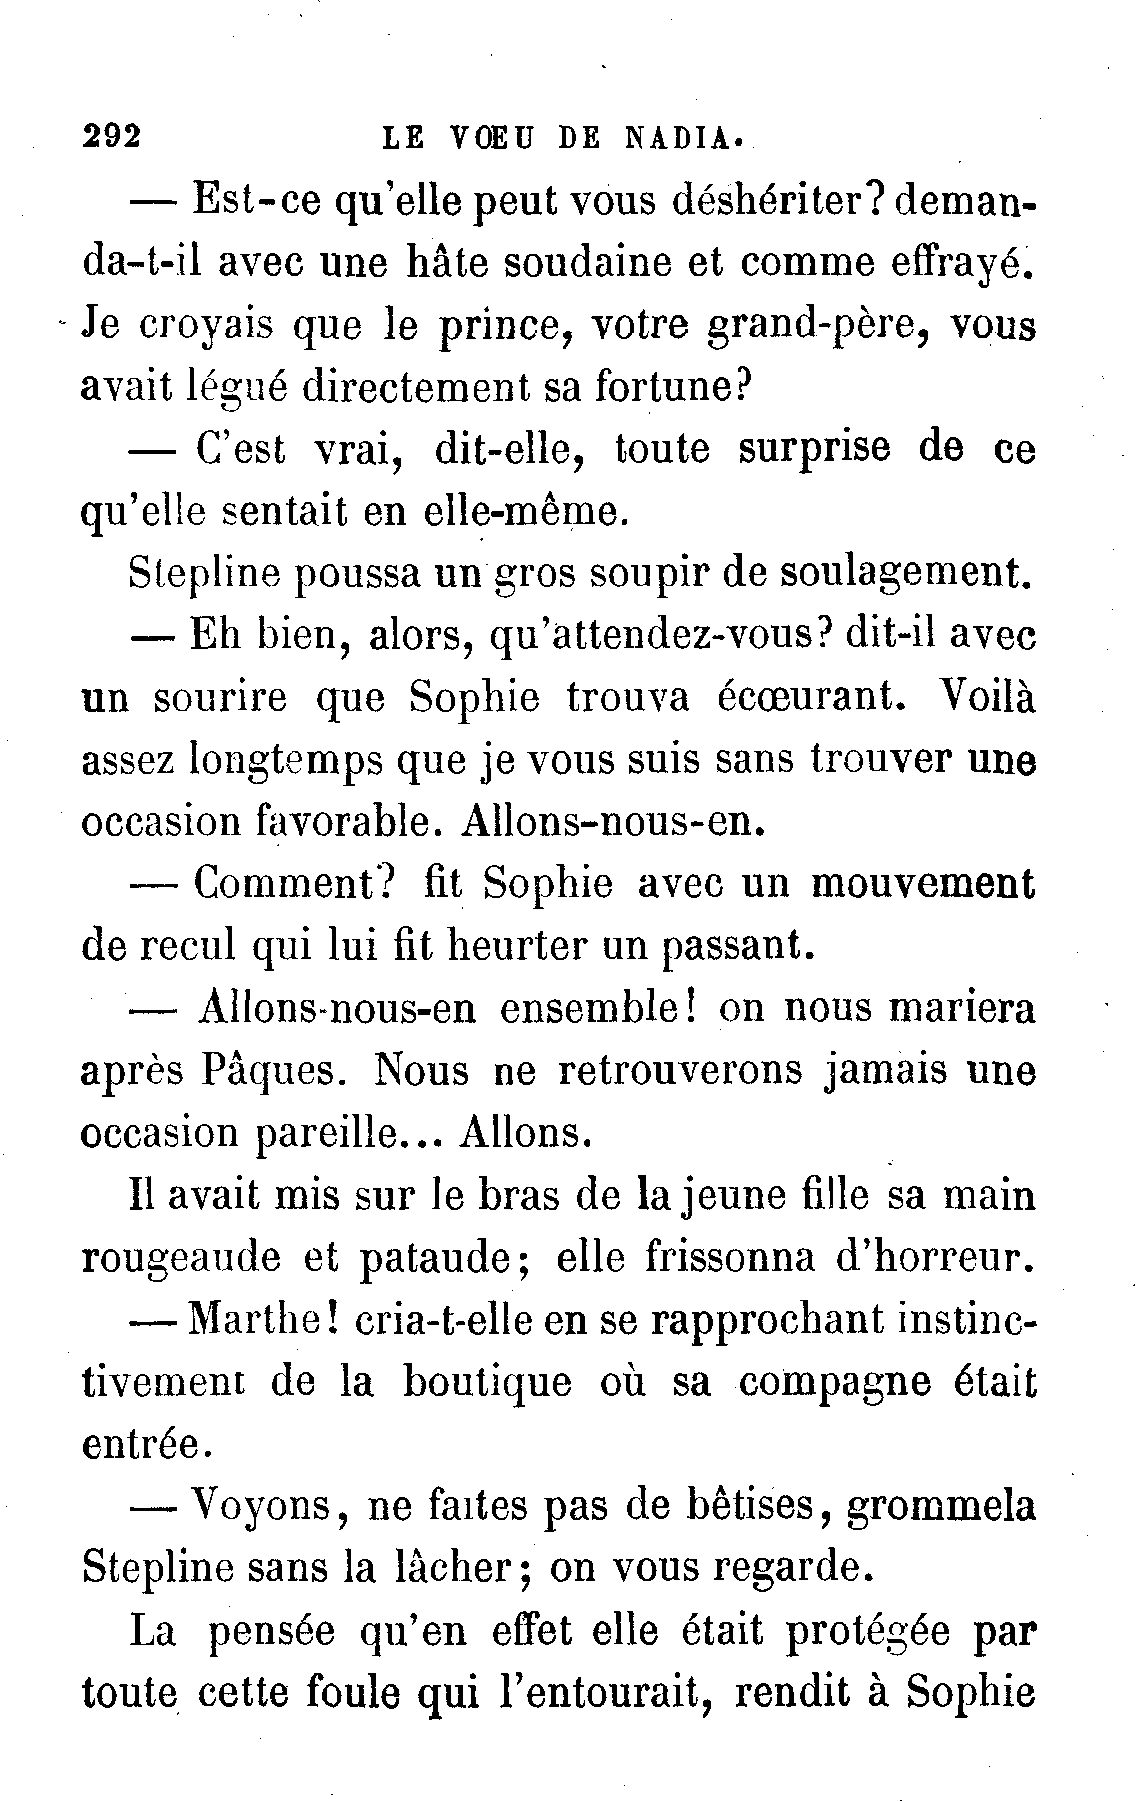 292 LE VŒU DE NADIA.
— Est-ce qu'elle peut vous déshériter? deman-
da-t-il avec une hâte soudaine et comme effrayé.
Je croyais que le prince, votre grand-père, vous
avait légué directement sa fortune?
— C'est vrai, dit-elle, toute surprise de ce
qu'elle sentait en elle-même.
Stepline poussa un gros soupir de soulagement.
— Eh bien, alors, qu'attendez-vous? dit-il avec
un sourire que Sophie trouva écœurant. Voilà
assez longtemps que je vous suis sans trouver une
occasion favorable. Allons-nous-en.
— Comment? fit Sophie avec un mouvement
de recul qui lui fit heurter un passant.
— Allons-nous-en ensemble! on nous mariera
après Pâques. Nous ne retrouverons jamais une
occasion pareille... Allons.
Il avait mis sur le bras de la jeune fille sa main
rougeaude et pataude; elle frissonna d'horreur.
— Marthe! cria-t-elle en se rapprochant instinc-
tivement de la boutique où sa compagne était
entrée.
— Voyons, ne faites pas de bêtises, grommela
Stepline sans la lâcher; on vous regarde.
La pensée qu'en effet elle était protégée par
toute cette foule qui l'entourait, rendit à Sophie